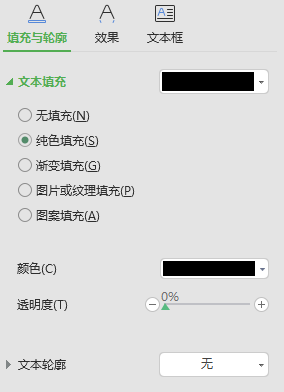 填充与轮廓 效果 文本框
文本填充
无填充(N)
纯色填充(S)
渐变填充(G)
图片或纹理填充(P)
图案填充(A)
颜色(C)
透明度(T) 0%
文本轮廓 无